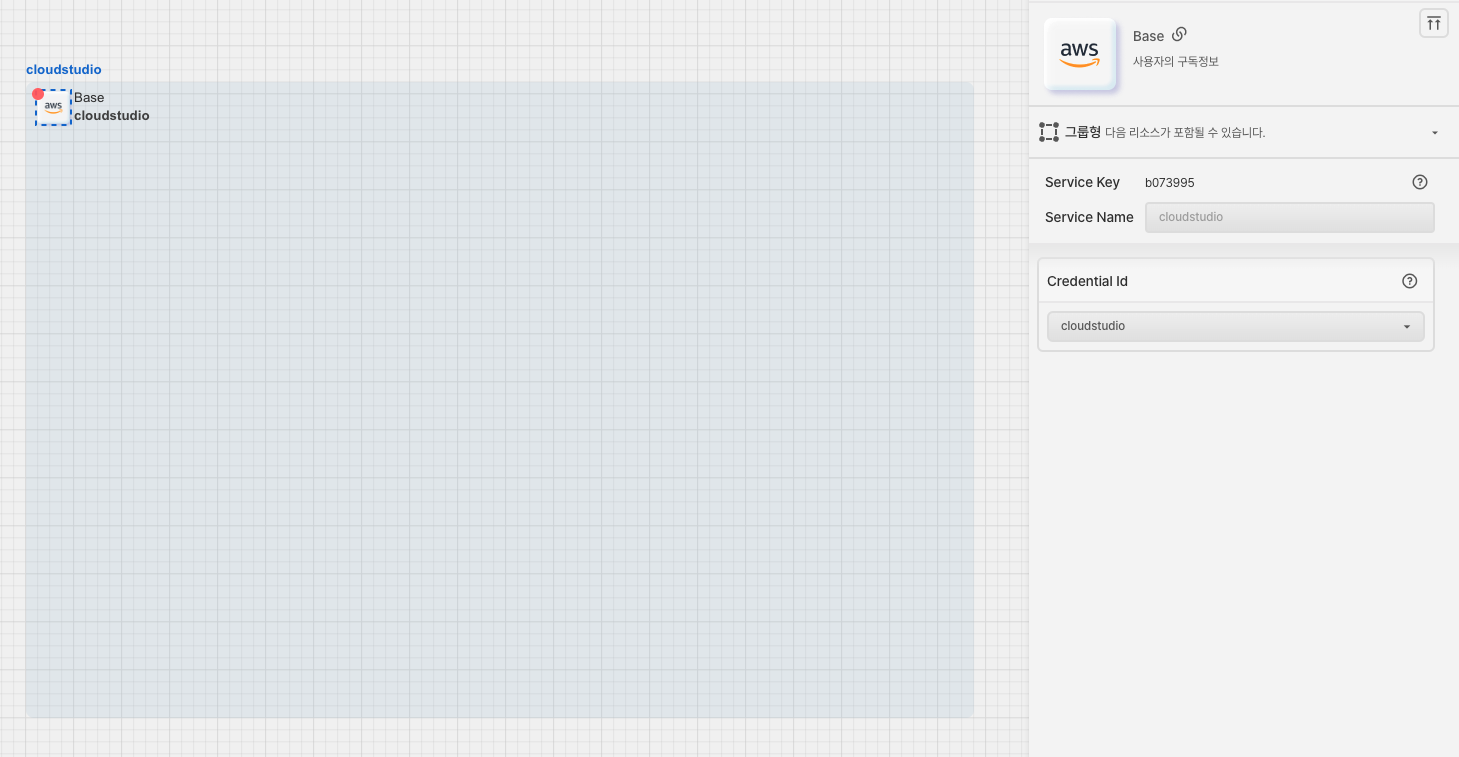 cloudstudio
aws
Base
cloudstudio
aws
Base
사용자의 구독정보
그룹형 다음 리소스가 포함될 수 있습니다.
Service Key b073995
Service Name cloudstudio
Credential Id
cloudstudio